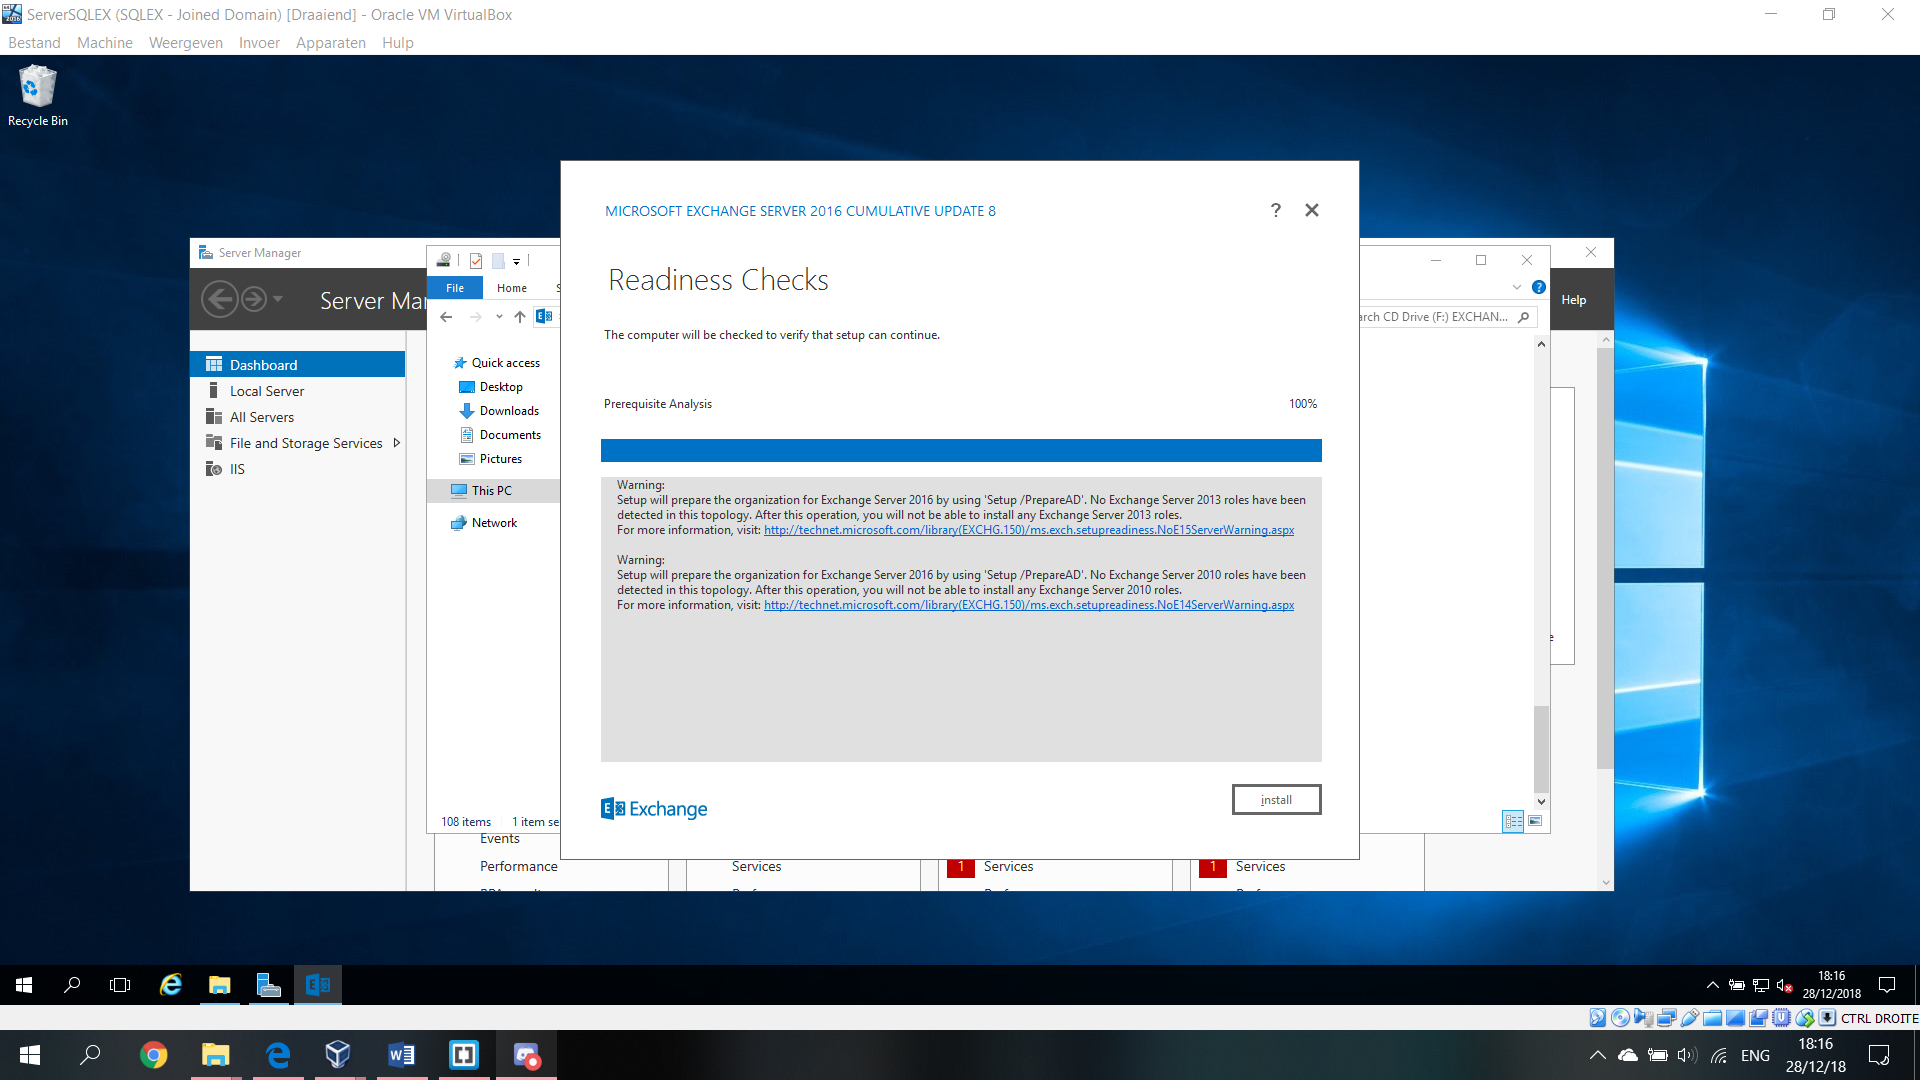 ServerSQLEX (SQLEX - Joined Domain) [Draaiend] - Oracle VM VirtualBox
Bestand Machine Weergeven Invoer Apparaten Hulp
Recycle Bin
Server Manager
Server Mar
Help
Dashboard
Local Server
All Servers
File and Storage Services
IIS
File Home
arch CD Drive (F:) EXCHAN...
Quick access
Desktop
Downloads
Documents
Pictures
This PC
Network
108 items 1 item se
MICROSOFT EXCHANGE SERVER 2016 CUMULATIVE UPDATE 8
?
Readiness Checks
The computer will be checked to verify that setup can continue.
Prerequisite Analysis 100%
Warning:
Setup will prepare the organization for Exchange Server 2016 by using 'Setup /PrepareAD'. No Exchange Server 2013 roles have been
detected in this topology. After this operation, you will not be able to install any Exchange Server 2013 roles.
For more information, visit: http://technet.microsoft.com/library(EXCHG.150)/ms.exch.setupreadiness.NoE15ServerWarning.aspx
Warning:
Setup will prepare the organization for Exchange Server 2016 by using 'Setup /PrepareAD'. No Exchange Server 2010 roles have been
detected in this topology. After this operation, you will not be able to install any Exchange Server 2010 roles.
For more information, visit: http://technet.microsoft.com/library(EXCHG.150)/ms.exch.setupreadiness.NoE14ServerWarning.aspx
Exchange
install
Events
Performance
Services
1 Services
1 Services
18:16
28/12/2018
CTRL DROITE
ENG
18:16
28/12/18